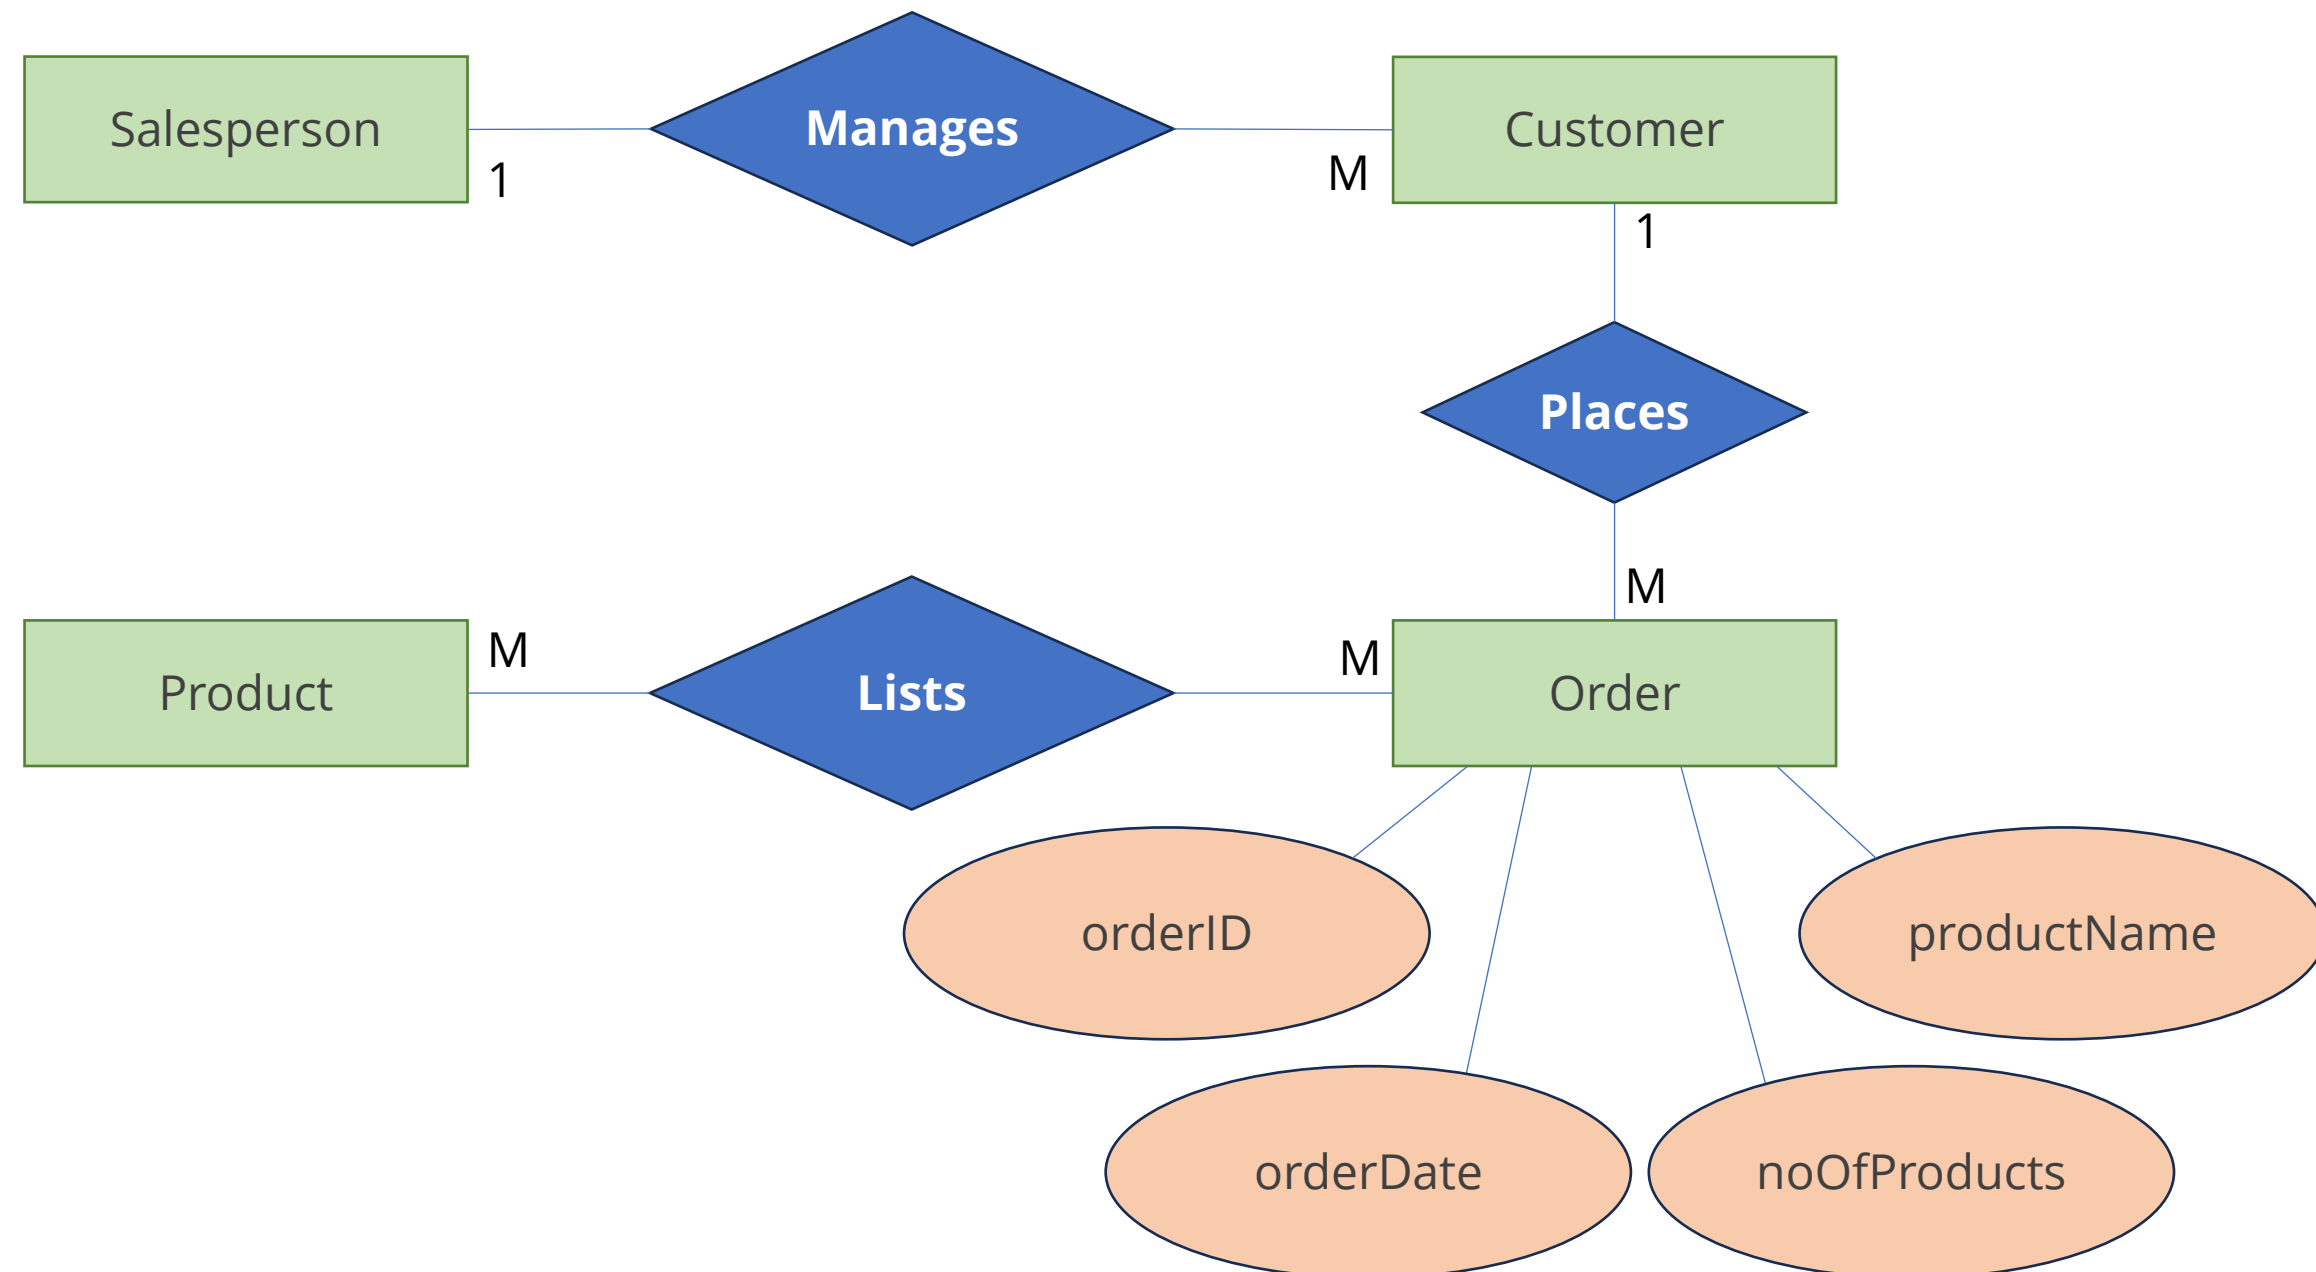 Salesperson
Manages
Customer
1
M
1
Places
M
Product
M
Lists
M
Order
orderID
productName
orderDate
noOfProducts